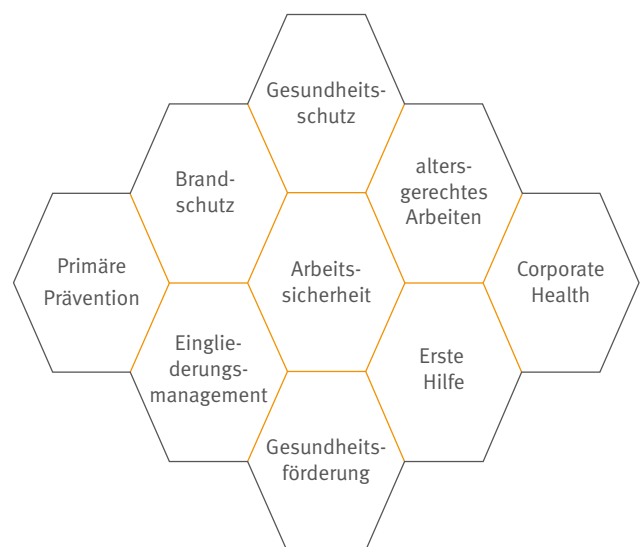 Gesundheits-
schutz
Brand-
schutz
alters-
gerechtes
Arbeiten
Primäre
Prävention
Arbeits-
sicherheit
Corporate
Health
Einglie-
derungs-
management
Erste
Hilfe
Gesundheits-
förderung